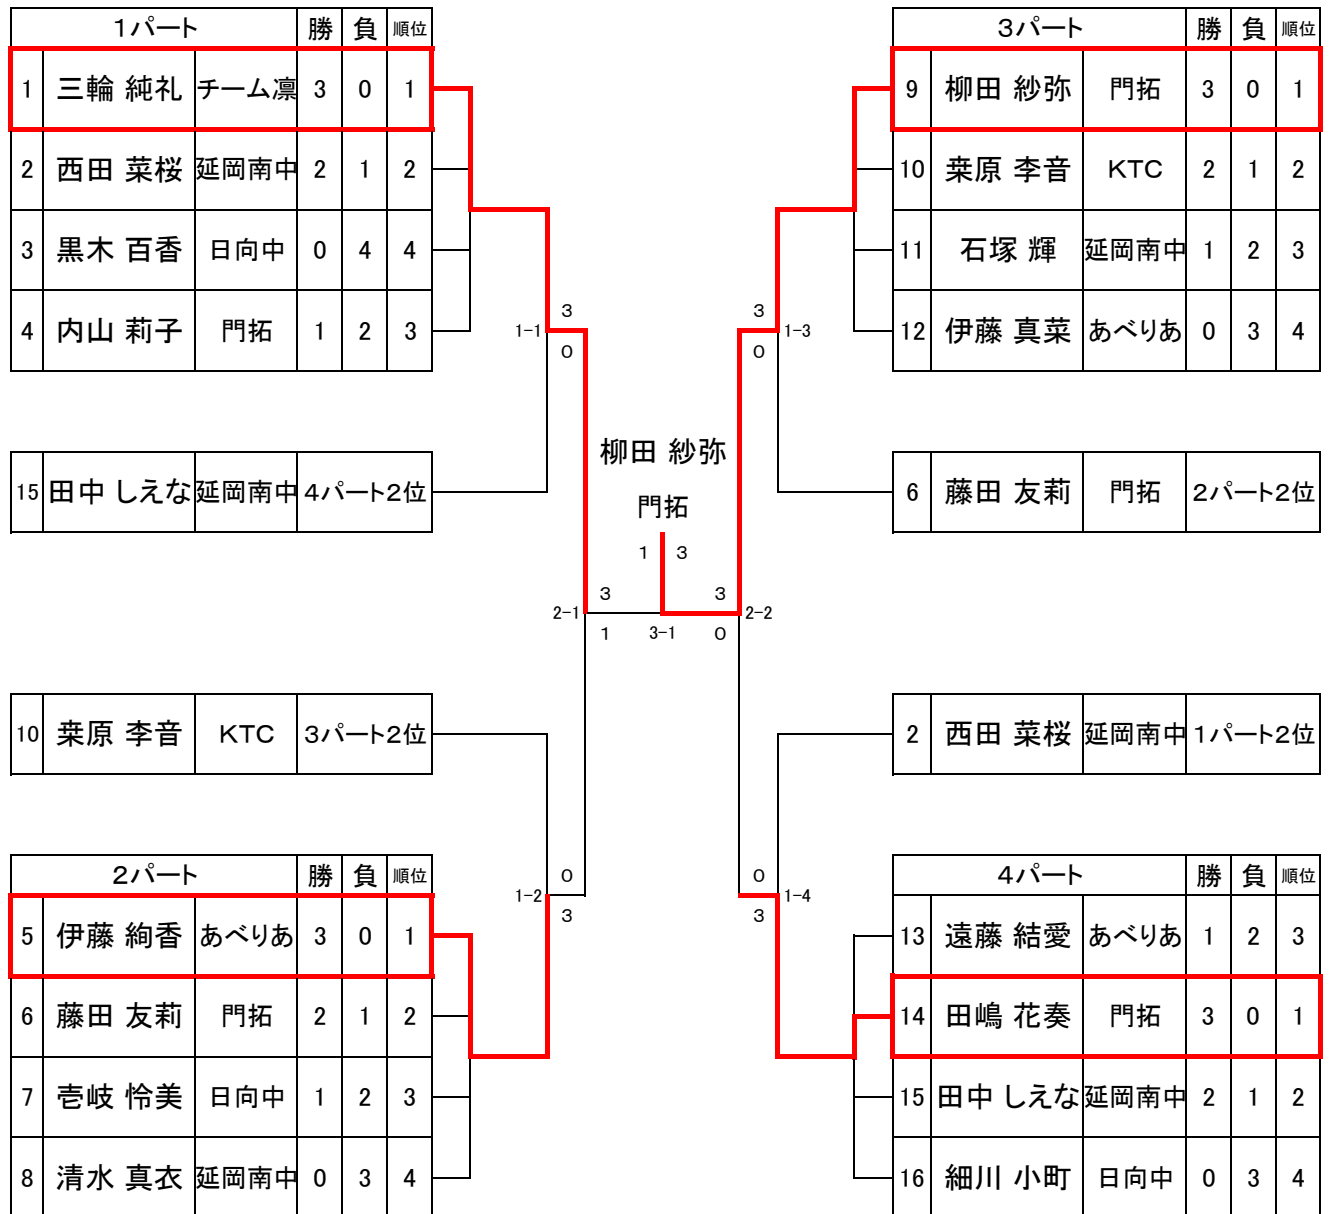 1パート 勝 負 順位
1 三輪 純礼 チーム凛 3 0 1
2 西田 菜桜 延岡南中 2 1 2
3 黒木 百香 日向中 0 4 4
4 内山 莉子 門拓 1 2 3
15 田中 しえな 延岡南中 4パート2位
10 桒原 李音 KTC 3パート2位
2パート 勝 負 順位
5 伊藤 絢香 あべりあ 3 0 1
6 藤田 友莉 門拓 2 1 2
7 壱岐 怜美 日向中 1 2 3
8 清水 真衣 延岡南中 0 3 4
1-1 3
0
柳田 紗弥
門拓
1 3
2-1 3
1
3-1
3 2-2
0
1-2 0
3
3 1-3
0
0 1-4
3
3パート 勝 負 順位
9 柳田 紗弥 門拓 3 0 1
10 桒原 李音 KTC 2 1 2
11 石塚 輝 延岡南中 1 2 3
12 伊藤 真菜 あべりあ 0 3 4
6 藤田 友莉 門拓 2パート2位
2 西田 菜桜 延岡南中 1パート2位
4パート 勝 負 順位
13 遠藤 結愛 あべりあ 1 2 3
14 田嶋 花奏 門拓 3 0 1
15 田中 しえな 延岡南中 2 1 2
16 細川 小町 日向中 0 3 4